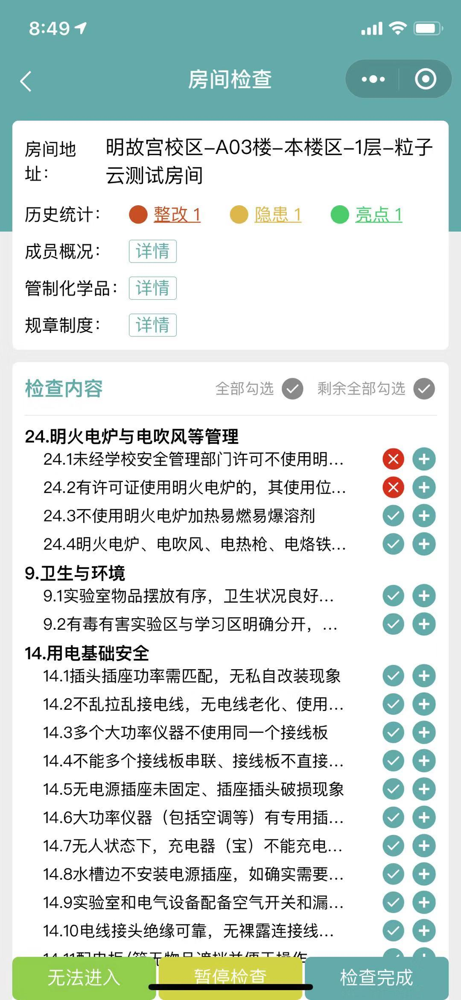 8:49
房间检查
房间地址：
明故宫校区-A03楼-本楼区-1层-粒子云测试房间
历史统计：
整改 1
隐患 1
亮点 1
成员概况：
详情
管制化学品：
详情
规章制度：
详情
检查内容
全部勾选
剩余全部勾选
24.明火电炉与电吹风等管理
24.1未经学校安全管理部门许可不使用明...
24.2有许可证使用明火电炉的，其使用位...
24.3不使用明火电炉加热易燃易爆溶剂
24.4明火电炉、电吹风、电热枪、电烙铁...
9.卫生与环境
9.1实验室物品摆放有序，卫生状况良好...
9.2有毒有害实验区与学习区明确分开，...
14.用电基础安全
14.1插头插座功率需匹配，无私自改装现象
14.2不乱拉乱接电线，无电线老化、使用...
14.3多个大功率仪器不使用同一个接线板
14.4不能多个接线板串联、接线板不直接...
14.5无电源插座未固定、插座插头破损现象
14.6大功率仪器（包括空调等）有专用插...
14.7无人状态下，充电器（宝）不能充电...
14.8水槽边不安装电源插座，如确实需要...
14.9实验室和电气设备配备空气开关和漏...
14.10电线接头绝缘可靠，无裸露连接线...
14.11配电柜/箱无物品遮挡并便于操作
无法进入
暂停检查
检查完成